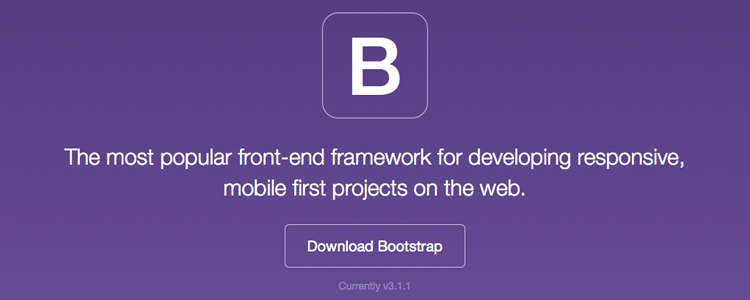 B
The most popular front-end framework for developing responsive,
mobile first projects on the web.
Download Bootstrap
Currently v3.1.1